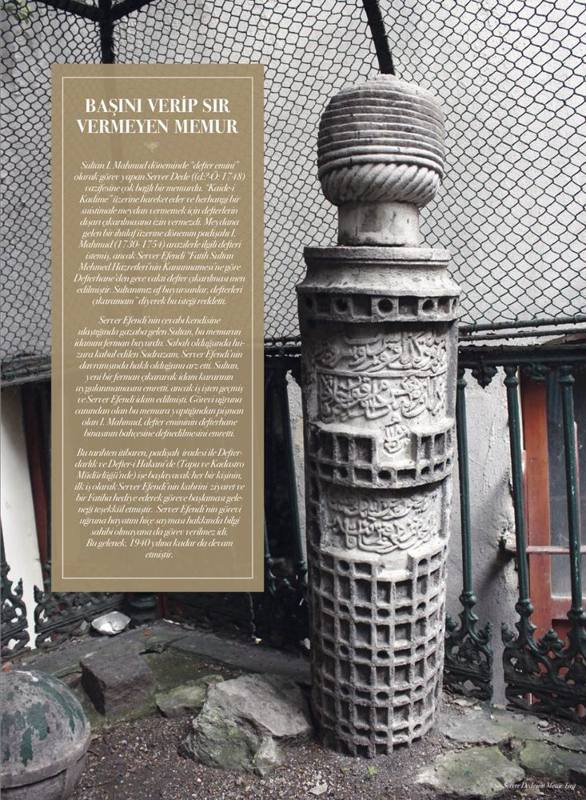 BAŞINI VERİP SIR
VERMEYEN MEMUR
Sultan I. Mahmud döneminde "defter emini"
olarak görev yapan Server Dede ((d:?-Ö: 1748)
vazifesine çok bağlı bir memurdu. "Kaide-i
Kadime" üzerine hareket eder ve herhangi bir
suistimale meydan vermemek için defterlerin
dışarı çıkarılmasına izin vermezdi. Meydana
gelen bir ihtilaf üzerine dönemin padişahı I.
Mahmud (1730- 1754) arazilerle ilgili defteri
istemiş, ancak Server Efendi "Fatih Sultan
Mehmed Hazretleri'nin Kanunnamesi'ne göre
Defterhane'den gece vakti defter çıkarılması men
edilmiştir. Sultanımız af buyursunlar, defterleri
çıkaramam" diyerek bu isteği reddetti.
Server Efendi'nin cevabı kendisine
ulaştığında gazaba gelen Sultan, bu memurun
idamını ferman buyurdu. Sabah olduğunda hu-
zura kabul edilen Sadrazam, Server Efendi'nin
davranışında haklı olduğunu arz etti. Sultan,
yeni bir ferman çıkararak idam kararının
uygulanmamasını emretti, ancak iş işten geçmiş
ve Server Efendi idam edilmişti. Görevi uğruna
canından olan bu memura yaptığından pişman
olan I. Mahmud, defter emininin defterhane
binasının bahçesine defnedilmesini emretti.
Bu tarihten itibaren, padişah iradesi ile Defter-
darlık ve Defter-i Hakani'de (Tapu ve Kadastro
Müdürlüğü'nde) işe başlayacak her bir kişinin,
ilk iş olarak Server Efendi'nin kabrini ziyaret ve
bir Fatiha hediye ederek göreve başlaması gele-
neği teşekkül etmiştir. Server Efendi'nin görevi
uğruna hayatını hiçe sayması hakkında bilgi
sahibi olmayana da görev verilmez idi.
Bu gelenek, 1940 yılına kadar da devam
etmiştir.
Server Dede'nin Mezar Taşı